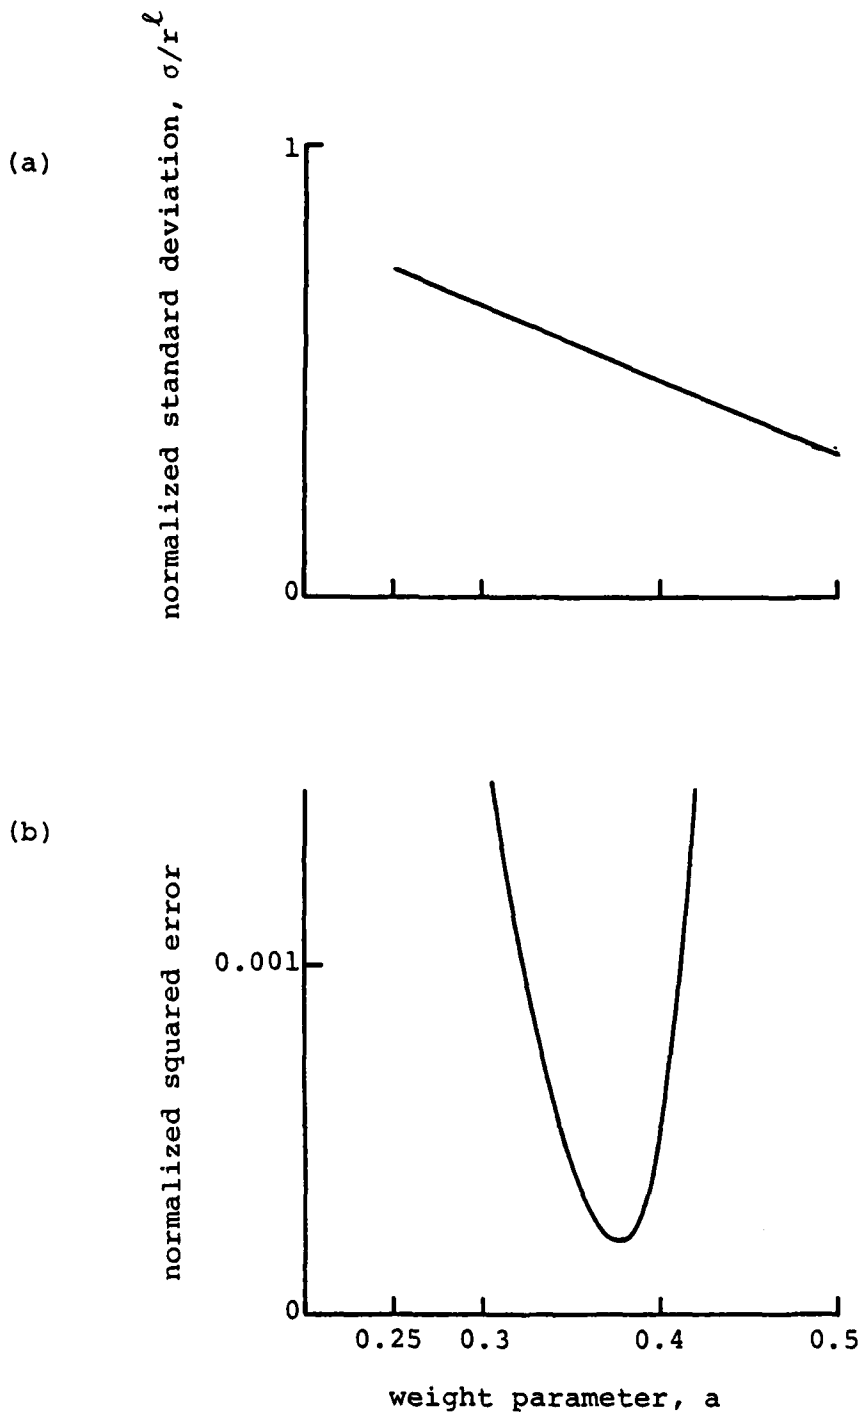 (a)
normalized standard deviation, σ/r^ℓ
1
0
(b)
normalized squared error
0.001
0
0.25 0.3 0.4 0.5
weight parameter, a